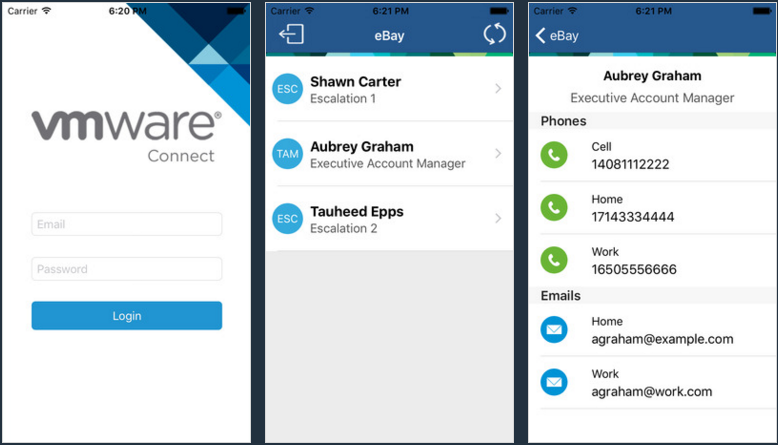 Carrier 6:20 PM
vmware®
Connect
Email
Password
Login
Carrier 6:21 PM
eBay
ESC
Shawn Carter
Escalation 1
TAM
Aubrey Graham
Executive Account Manager
ESC
Tauheed Epps
Escalation 2
Carrier 6:21 PM
eBay
Aubrey Graham
Executive Account Manager
Phones
Cell
14081112222
Home
17143334444
Work
16505556666
Emails
Home
agraham@example.com
Work
agraham@work.com